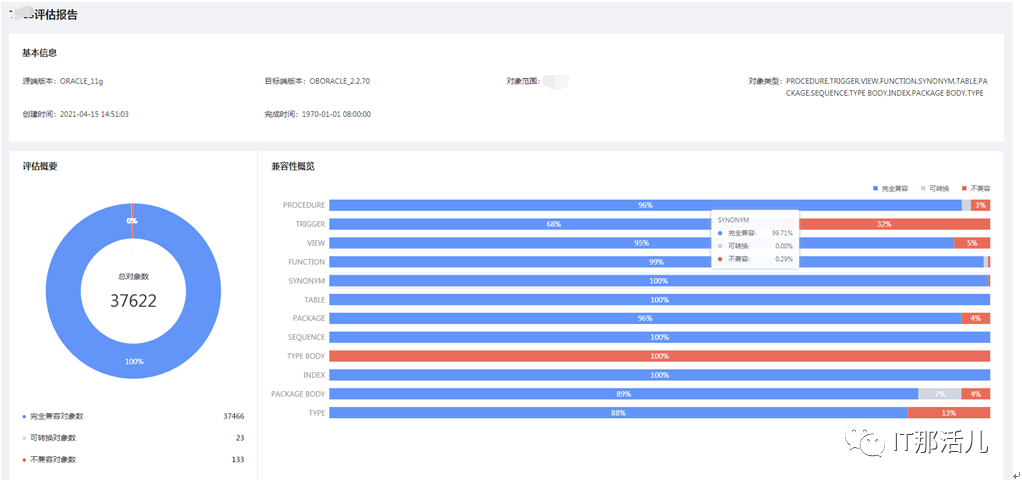 评估报告
基本信息
源端版本: ORACLE_11g
目标端版本: OBORACLE_2.2.70
对象范围:
对象类型: PROCEDURE,TRIGGER,VIEW,FUNCTION,SYNONYM,TABLE,PA
CKAGE,SEQUENCE,TYPE BODY,INDEX,PACKAGE BODY,TYPE
创建时间: 2021-04-15 14:51:03
完成时间: 1970-01-01 08:00:00
评估概要
0%
总对象数
37622
100%
完全兼容对象数 37466
可转换对象数 23
不兼容对象数 133
兼容性概览
完全兼容 可转换 不兼容
PROCEDURE 96% 3%
TRIGGER 68% 32%
VIEW 95% 5%
FUNCTION 99%
SYNONYM 100%
TABLE 100%
PACKAGE 96% 4%
SEQUENCE 100%
TYPE BODY 100%
INDEX 100%
PACKAGE BODY 89% 7% 4%
TYPE 88% 13%
SYNONYM
完全兼容: 99.71%
可转换: 0.00%
不兼容: 0.29%
IT那活儿